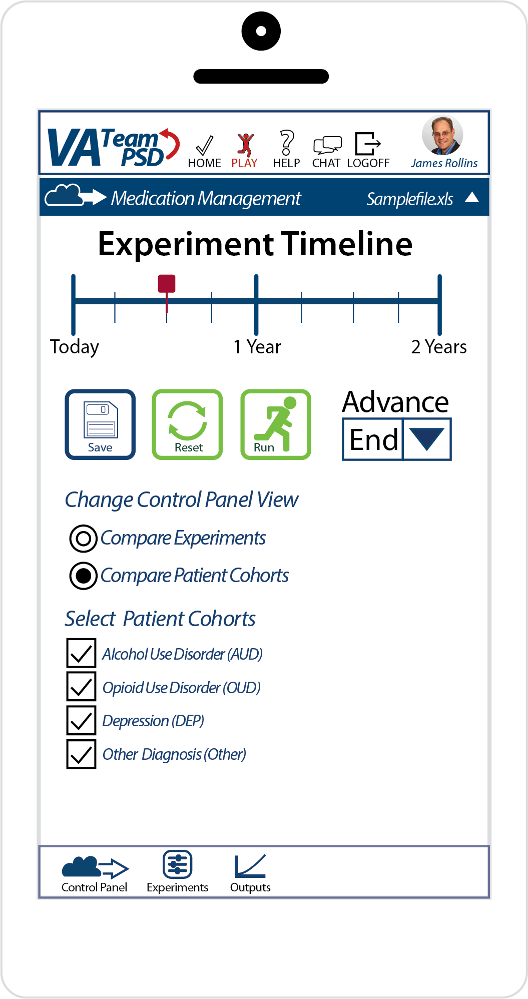 VA Team PSD
HOME PLAY HELP CHAT LOGOFF James Rollins
Medication Management Samplefile.xls
Experiment Timeline
Today 1 Year 2 Years
Advance
End
Save Reset Run
Change Control Panel View
Compare Experiments
Compare Patient Cohorts
Select Patient Cohorts
Alcohol Use Disorder (AUD)
Opioid Use Disorder (OUD)
Depression (DEP)
Other Diagnosis (Other)
Control Panel Experiments Outputs